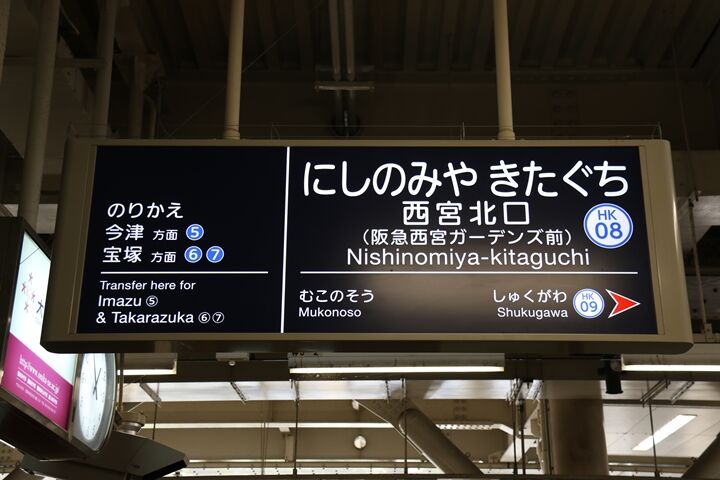 のりかえ
今津 方面 ⑤
宝塚 方面 ⑥ ⑦
Transfer here for
Imazu ⑤
& Takarazuka ⑥⑦
にしのみや きたぐち
西宮北口
(阪急西宮ガーデンズ前)
Nishinomiya-kitaguchi
HK
08
むこのそう
Mukonoso
しゅくがわ
Shukugawa
HK
09